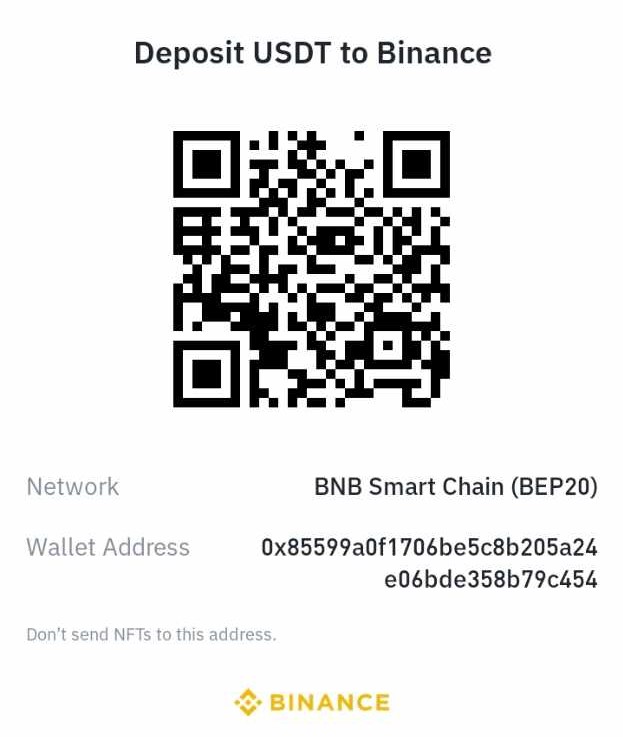 Deposit USDT to Binance
Network
BNB Smart Chain (BEP20)
Wallet Address
0x85599a0f1706be5c8b205a24
e06bde358b79c454
Don't send NFTs to this address.
BINANCE